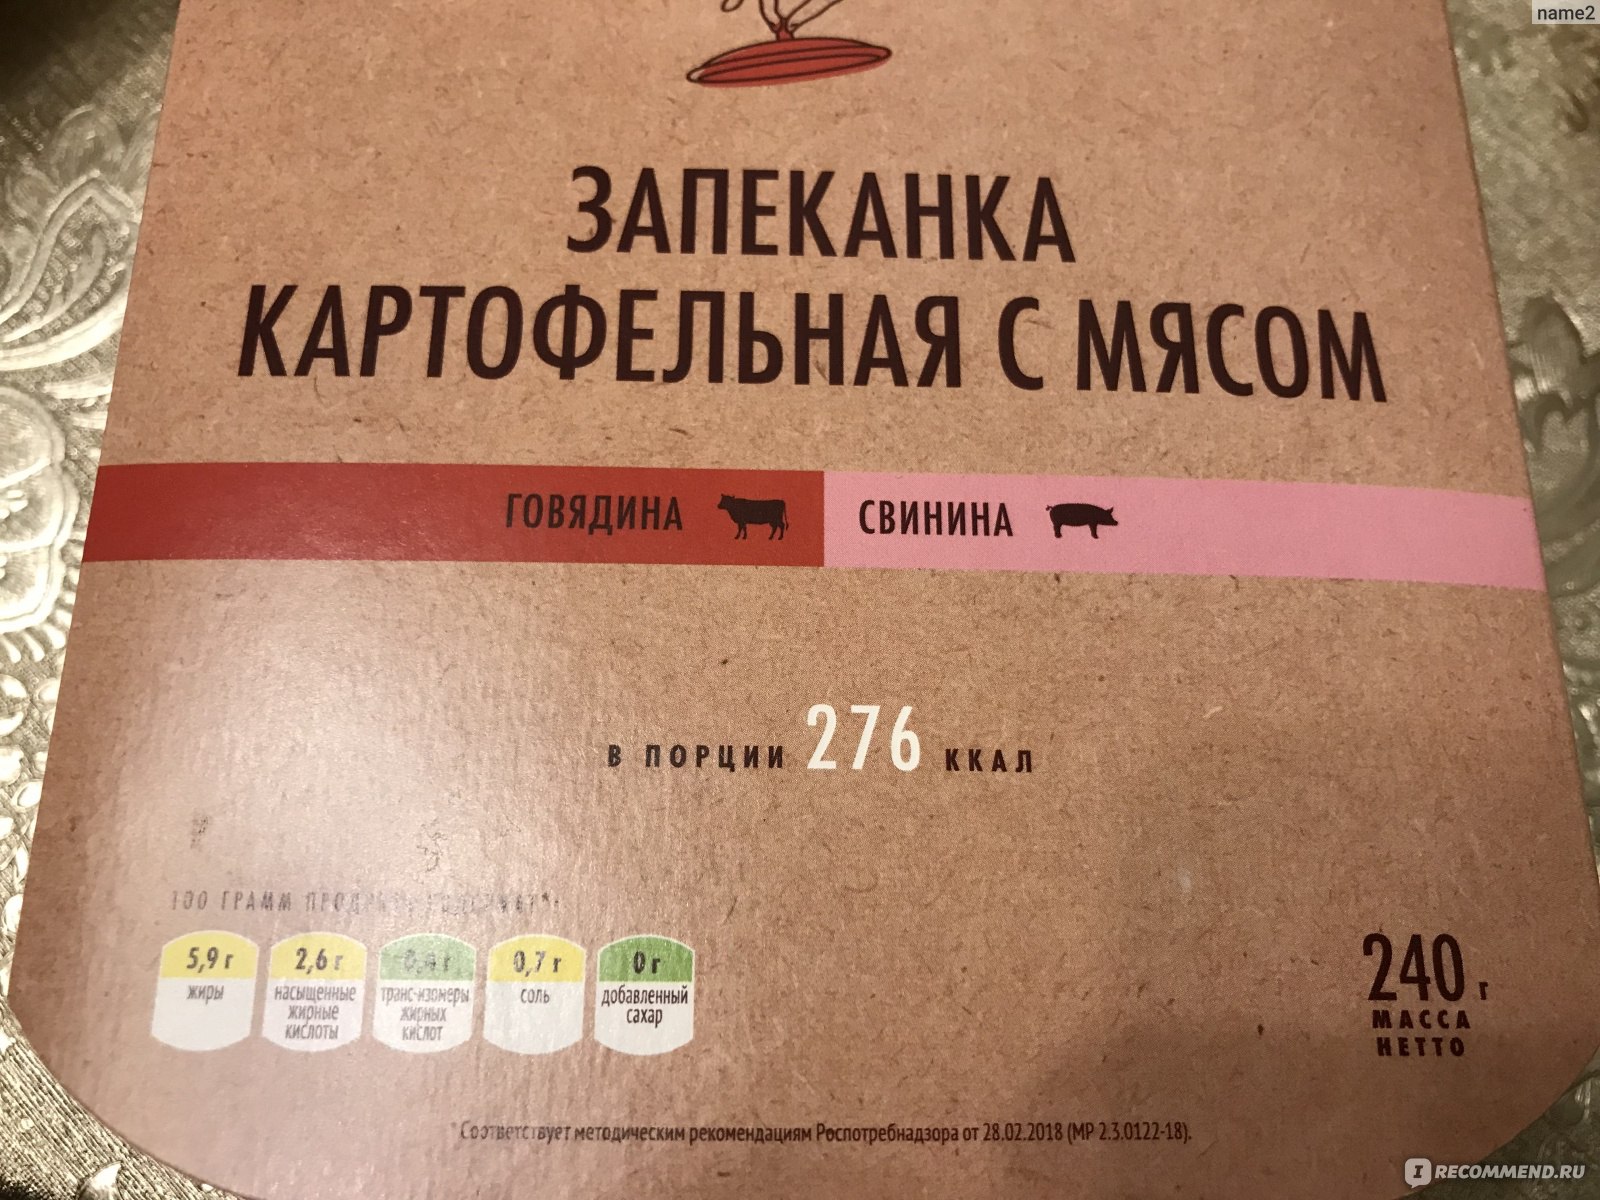 name2
ЗАПЕКАНКА
КАРТОФЕЛЬНАЯ С МЯСОМ
ГОВЯДИНА СВИНИНА
В ПОРЦИИ 276 ККАЛ
100 ГРАММ
5,9 г
жиры
2,6 г
насыщенные
жирные
кислоты
г
транс-изомеры
жирных
кислот
0,7 г
соль
0 г
добавленный
сахар
240 г
МАССА
НЕТТО
*Соответствует методическим рекомендациям Роспотребнадзора от 28.02.2018 (МР 2.3.0122-18).
IRECOMMEND.RU